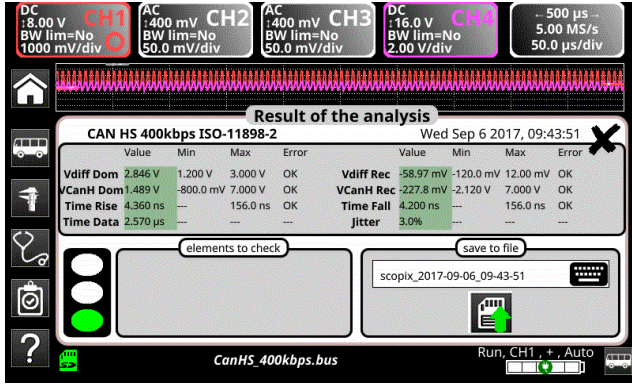 DC
↕8.00 V CH1
BW lim=No
1000 mV/div
AC
↕400 mV CH2
BW lim=No
50.0 mV/div
AC
↕400 mV CH3
BW lim=No
50.0 mV/div
DC
↕16.0 V CH4
BW lim=No
2.00 V/div
←500 µs→
5.00 MS/s
50.0 µs/div
Result of the analysis
CAN HS 400kbps ISO-11898-2 Wed Sep 6 2017, 09:43:51
Value Min Max Error Value Min Max Error
Vdiff Dom 2.846 V 1.200 V 3.000 V OK Vdiff Rec -58.97 mV -120.0 mV 12.00 mV OK
VCanH Dom 1.489 V -800.0 mV 7.000 V OK VCanH Rec -227.8 mV -2.120 V 7.000 V OK
Time Rise 4.360 ns --- 156.0 ns OK Time Fall 4.200 ns --- 156.0 ns OK
Time Data 2.570 µs --- --- --- Jitter 3.0% --- --- ---
elements to check
save to file
scopix_2017-09-06_09-43-51
?
CanHS_400kbps.bus
Run, CH1 , + , Auto